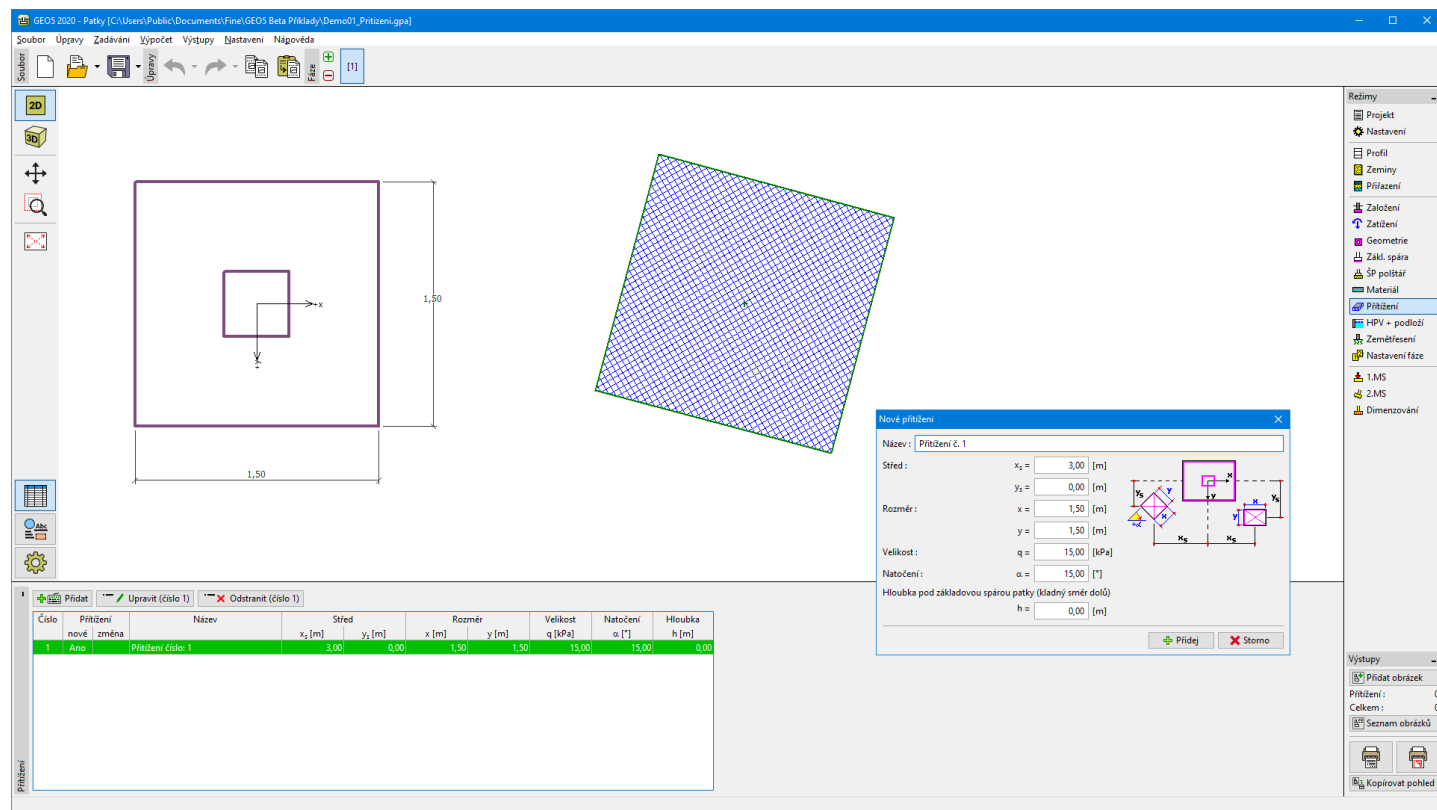 GEO5 2020 - Patky [C:\Users\Public\Documents\Fine\GEO5 Beta Příklady\Demo01_Pritizeni.gpa]
Soubor Úpravy Zadávání Výpočet Výstupy Nastavení Nápověda
Soubor
Úpravy
Fáze
[1]
2D
3D
+x
+y
1,50
1,50
Režimy
Projekt
Nastavení
Profil
Zeminy
Přiřazení
Založení
Zatížení
Geometrie
Zákl. spára
ŠP polštář
Materiál
Přitížení
HPV + podloží
Zemětřesení
Nastavení fáze
1.MS
2.MS
Dimenzování
Nové přitížení
Název : Přitížení č. 1
Střed : xs = 3,00 [m]
ys = 0,00 [m]
Rozměr : x = 1,50 [m]
y = 1,50 [m]
Velikost : q = 15,00 [kPa]
Natočení : α = 15,00 [°]
Hloubka pod základovou spárou patky (kladný směr dolů)
h = 0,00 [m]
x
y
ys
y
x
+α
x
y
ys
xs
xs
Přidej Storno
Abc
Přidat Upravit (číslo 1) Odstranit (číslo 1)
Číslo Přitížení Název Střed Rozměr Velikost Natočení Hloubka
nové změna xs [m] ys [m] x [m] y [m] q [kPa] α [°] h [m]
1 Ano Přitížení číslo: 1 3,00 0,00 1,50 1,50 15,00 15,00 0,00
Přitížení
Výstupy
Přidat obrázek
Přitížení : 0
Celkem : 0
Seznam obrázků
Kopírovat pohled